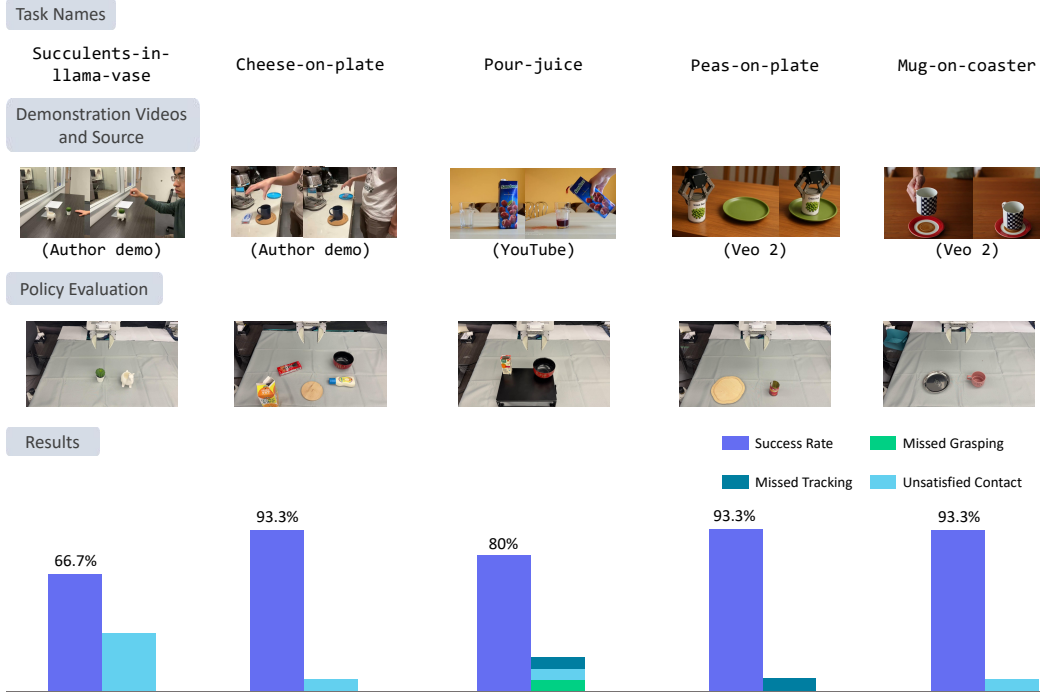 Task Names
Succulents-in-
llama-vase
Cheese-on-plate
Pour-juice
Peas-on-plate
Mug-on-coaster
Demonstration Videos
and Source
(Author demo)
(Author demo)
(YouTube)
(Veo 2)
(Veo 2)
Policy Evaluation
Results
Success Rate
Missed Grasping
Missed Tracking
Unsatisfied Contact
66.7%
93.3%
80%
93.3%
93.3%